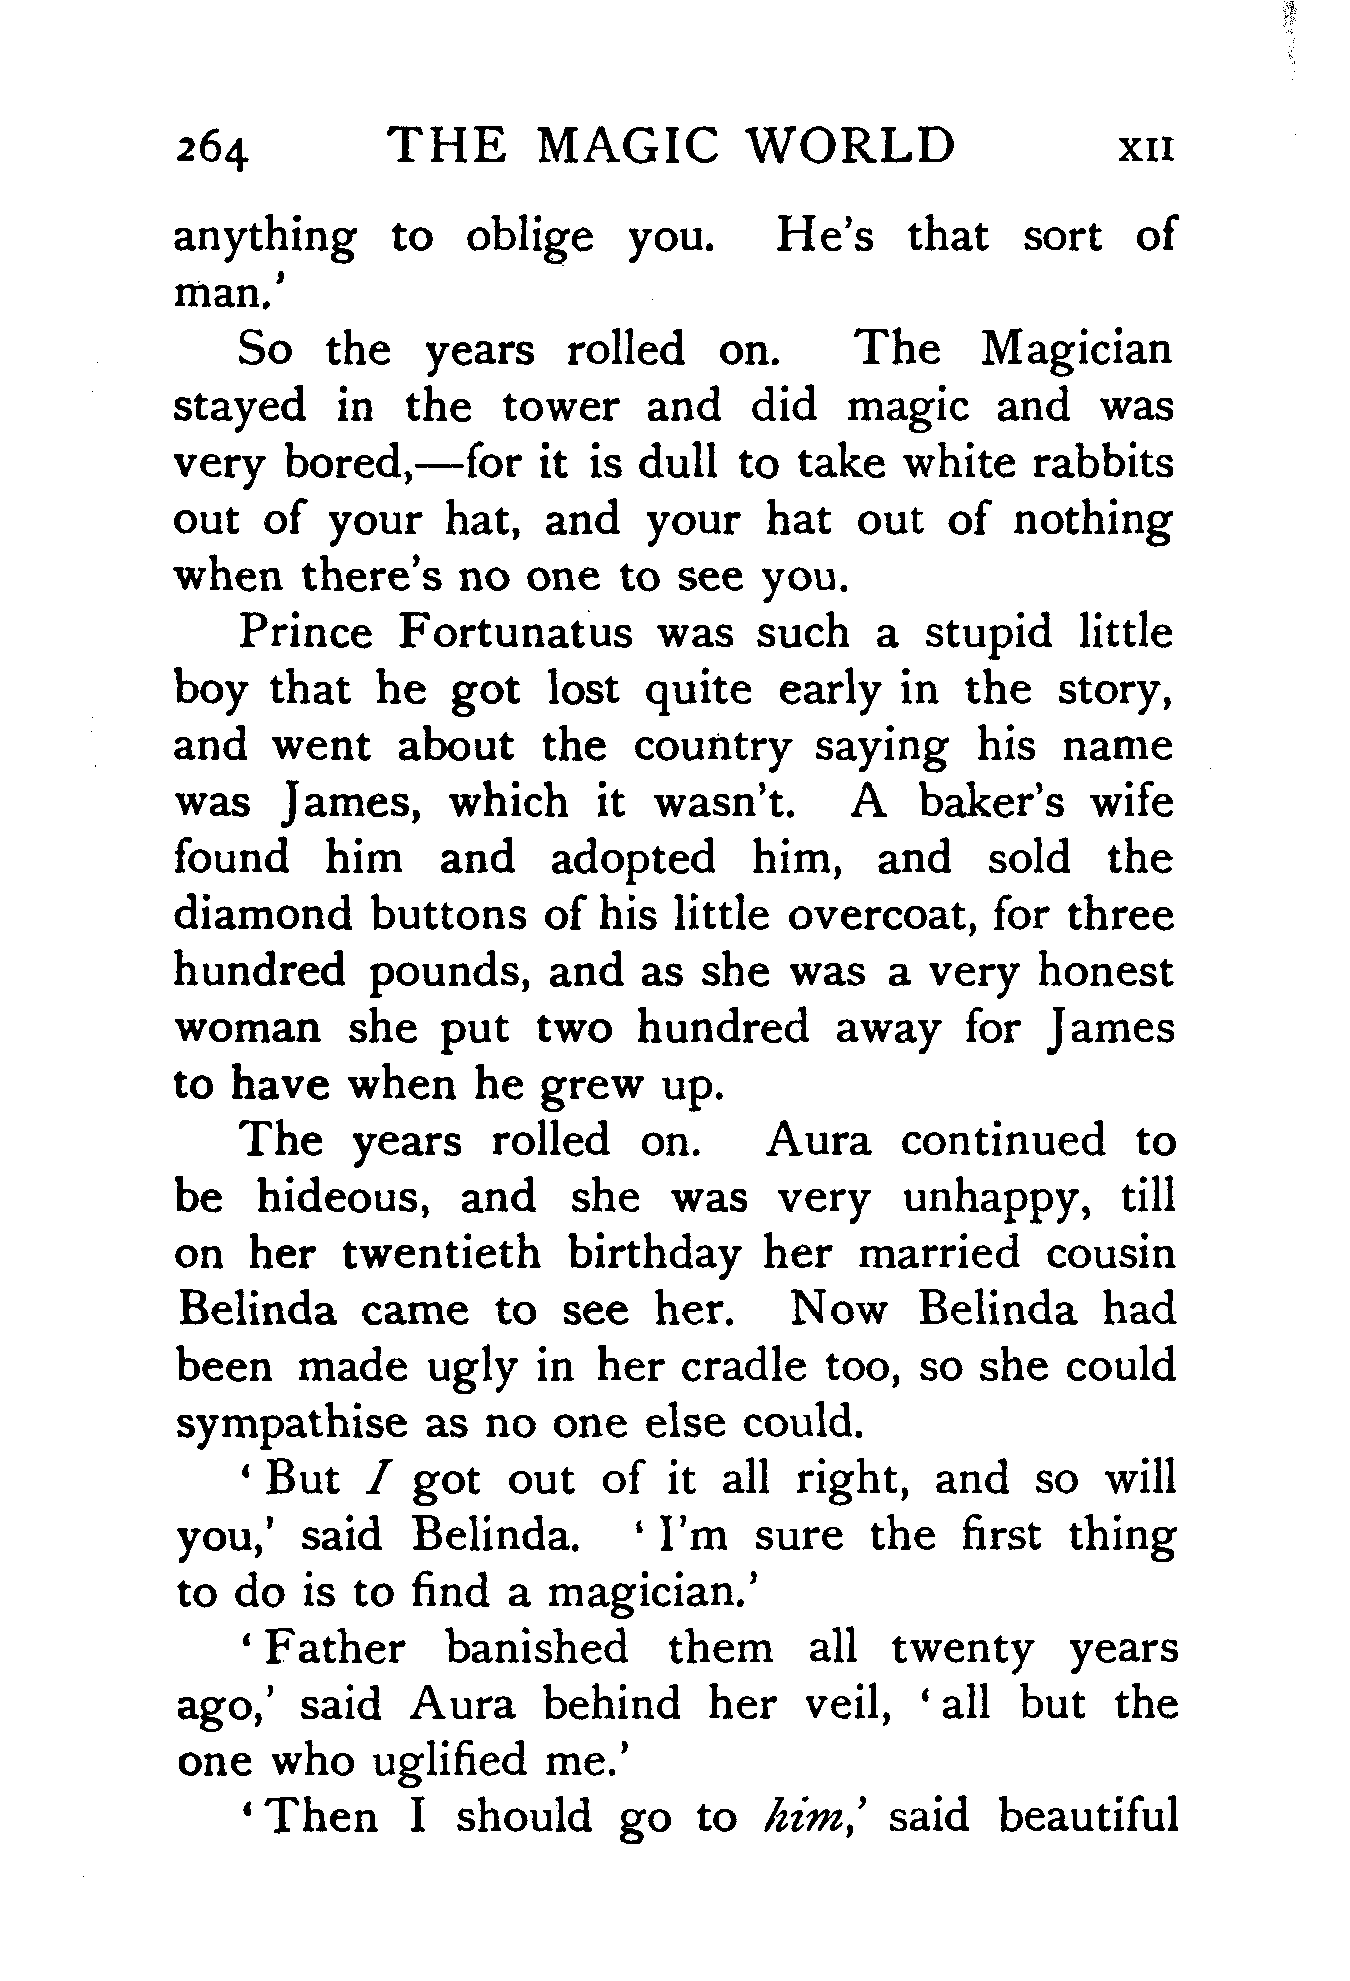 264 THE MAGIC WORLD XII
anything to oblige you. He's that sort of
man.'
So the years rolled on. The Magician
stayed in the tower and did magic and was
very bored,—for it is dull to take white rabbits
out of your hat, and your hat out of nothing
when there's no one to see you.
Prince Fortunatus was such a stupid little
boy that he got lost quite early in the story,
and went about the country saying his name
was James, which it wasn't. A baker's wife
found him and adopted him, and sold the
diamond buttons of his little overcoat, for three
hundred pounds, and as she was a very honest
woman she put two hundred away for James
to have when he grew up.
The years rolled on. Aura continued to
be hideous, and she was very unhappy, till
on her twentieth birthday her married cousin
Belinda came to see her. Now Belinda had
been made ugly in her cradle too, so she could
sympathise as no one else could.
‘But I got out of it all right, and so will
you,' said Belinda. ‘I'm sure the first thing
to do is to find a magician.'
‘Father banished them all twenty years
ago,' said Aura behind her veil, ‘all but the
one who uglified me.'
‘Then I should go to him,' said beautiful